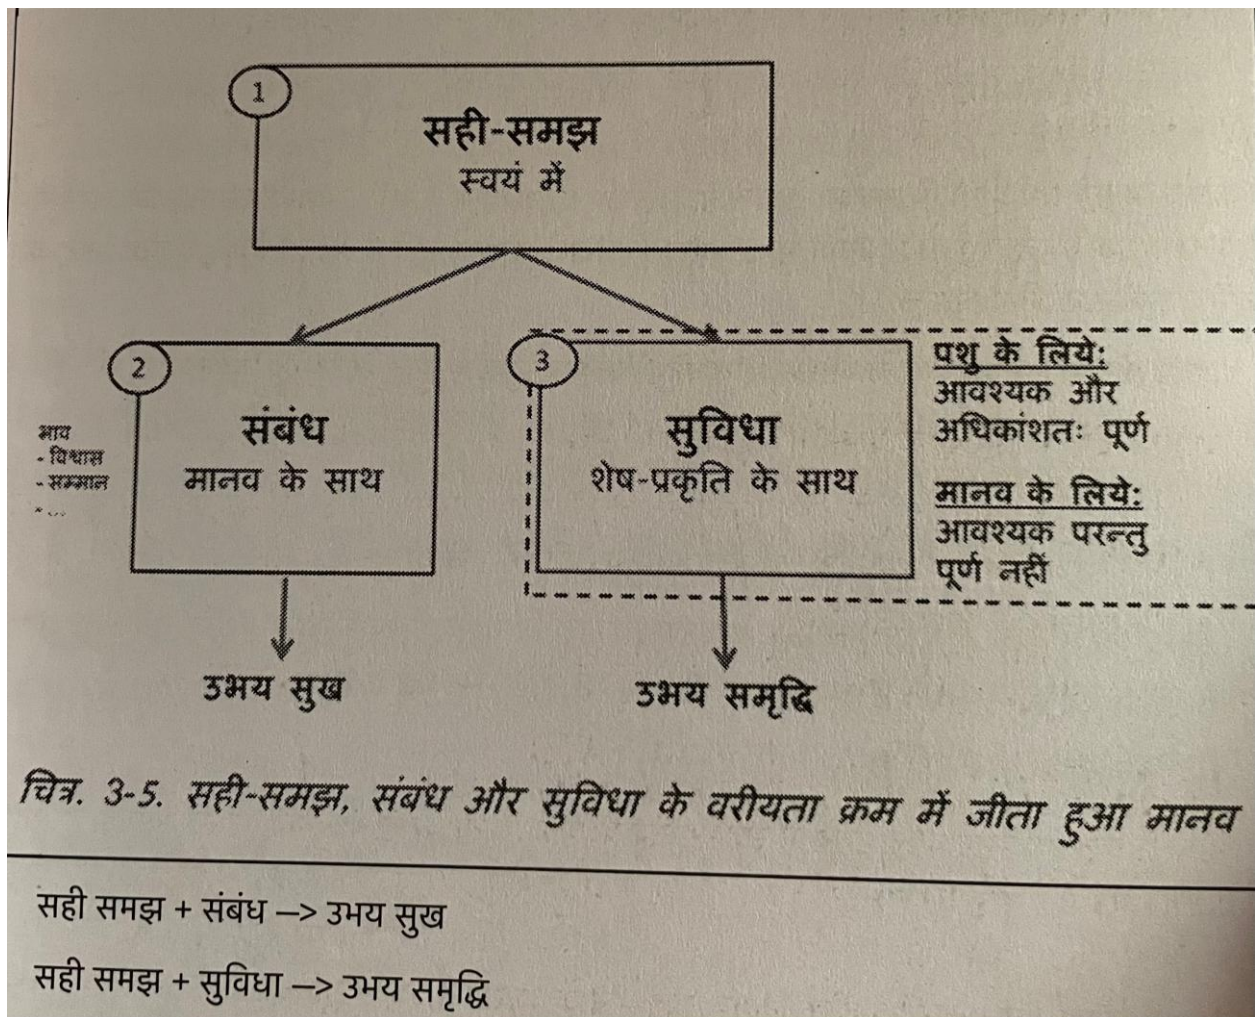 1
सही-समझ
स्वयं में
2
संबंध
मानव के साथ
भाव
- विश्वास
- सम्मान
- ...
3
सुविधा
शेष-प्रकृति के साथ
पशु के लिये:
आवश्यक और
अधिकांशतः पूर्ण
मानव के लिये:
आवश्यक परन्तु
पूर्ण नहीं
उभय सुख
उभय समृद्धि
चित्र. 3-5. सही-समझ, संबंध और सुविधा के वरीयता क्रम में जीता हुआ मानव
सही समझ + संबंध —> उभय सुख
सही समझ + सुविधा —> उभय समृद्धि